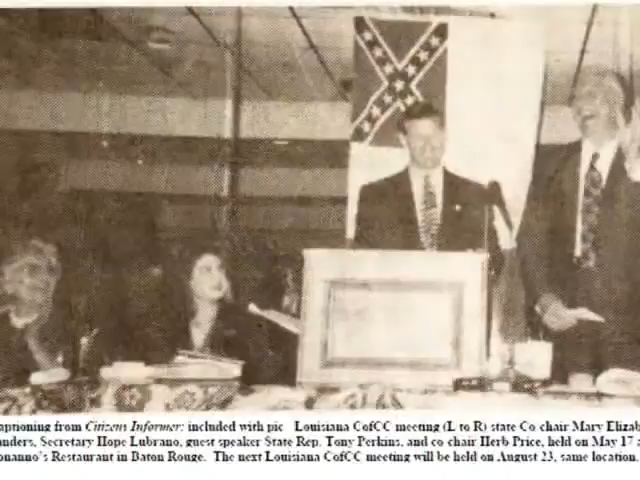 aptioning from Citizens Informer: included with pic Louisiana CofCC meeting (L to R) state Co chair Mary Elizab
anders, Secretary Hope Lubrano, guest speaker State Rep. Tony Perkins, and co chair Herb Price, held on May 17 a
onanno's Restaurant in Baton Rouge. The next Louisiana CofCC meeting will be held on August 23, same location.